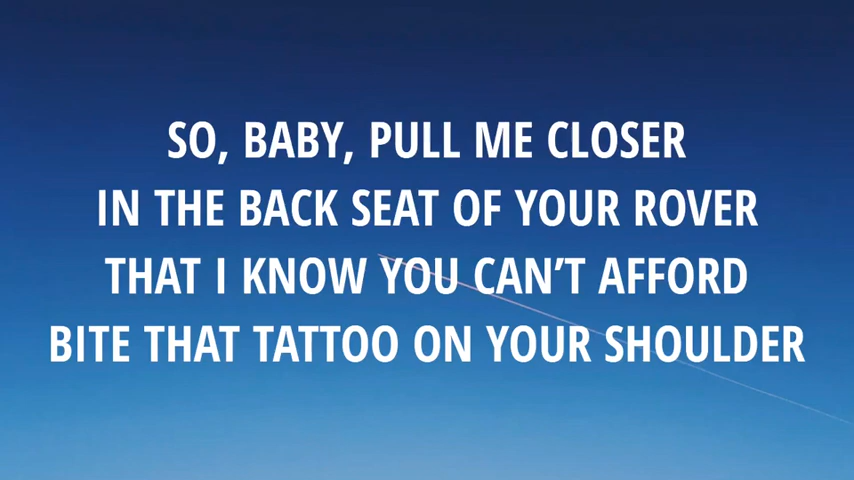 SO, BABY, PULL ME CLOSER
IN THE BACK SEAT OF YOUR ROVER
THAT I KNOW YOU CAN’T AFFORD
BITE THAT TATTOO ON YOUR SHOULDER